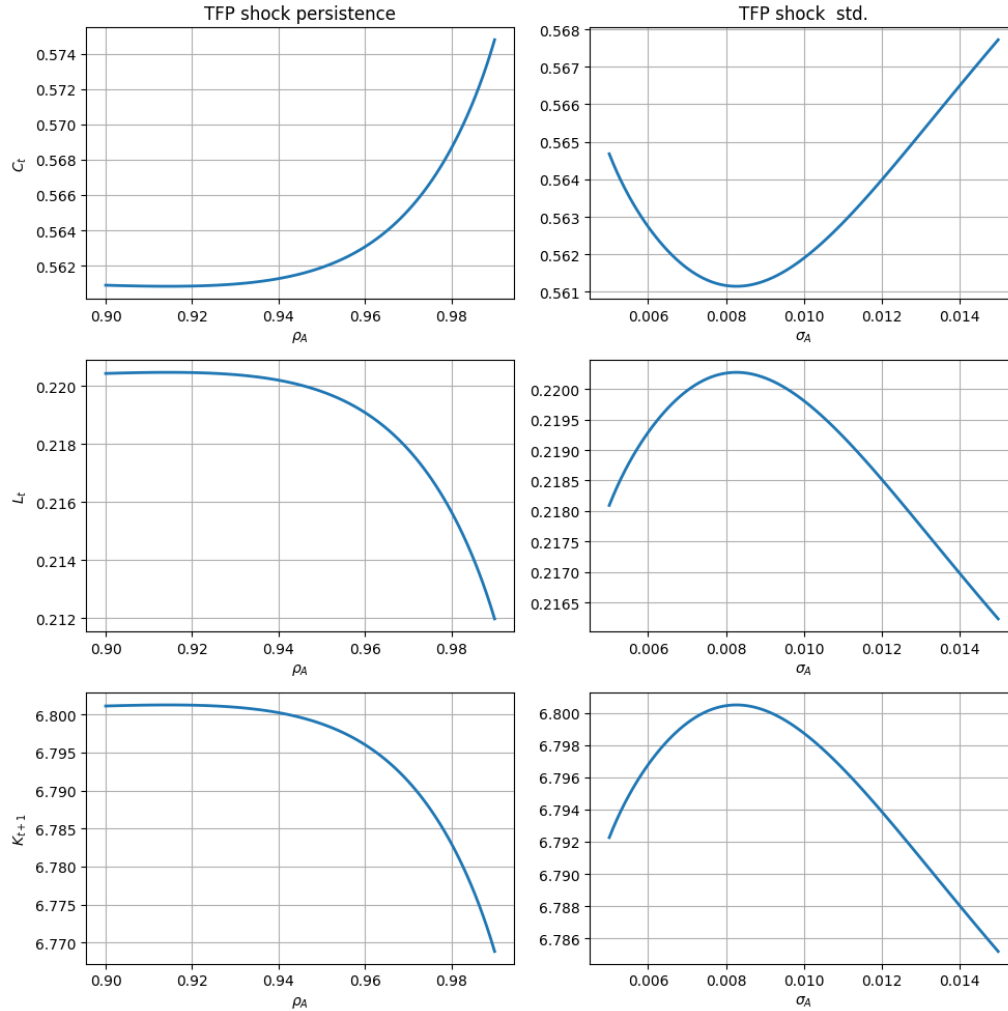 TFP shock persistence
TFP shock  std.
0.574
0.572
0.570
0.568
0.566
0.564
0.562
C_t
0.90 0.92 0.94 0.96 0.98
ρ_A
0.568
0.567
0.566
0.565
0.564
0.563
0.562
0.561
0.006 0.008 0.010 0.012 0.014
σ_A
0.220
0.218
0.216
0.214
0.212
L_t
0.90 0.92 0.94 0.96 0.98
ρ_A
0.2200
0.2195
0.2190
0.2185
0.2180
0.2175
0.2170
0.2165
0.006 0.008 0.010 0.012 0.014
σ_A
6.800
6.795
6.790
6.785
6.780
6.775
6.770
K_{t+1}
0.90 0.92 0.94 0.96 0.98
ρ_A
6.800
6.798
6.796
6.794
6.792
6.790
6.788
6.786
0.006 0.008 0.010 0.012 0.014
σ_A